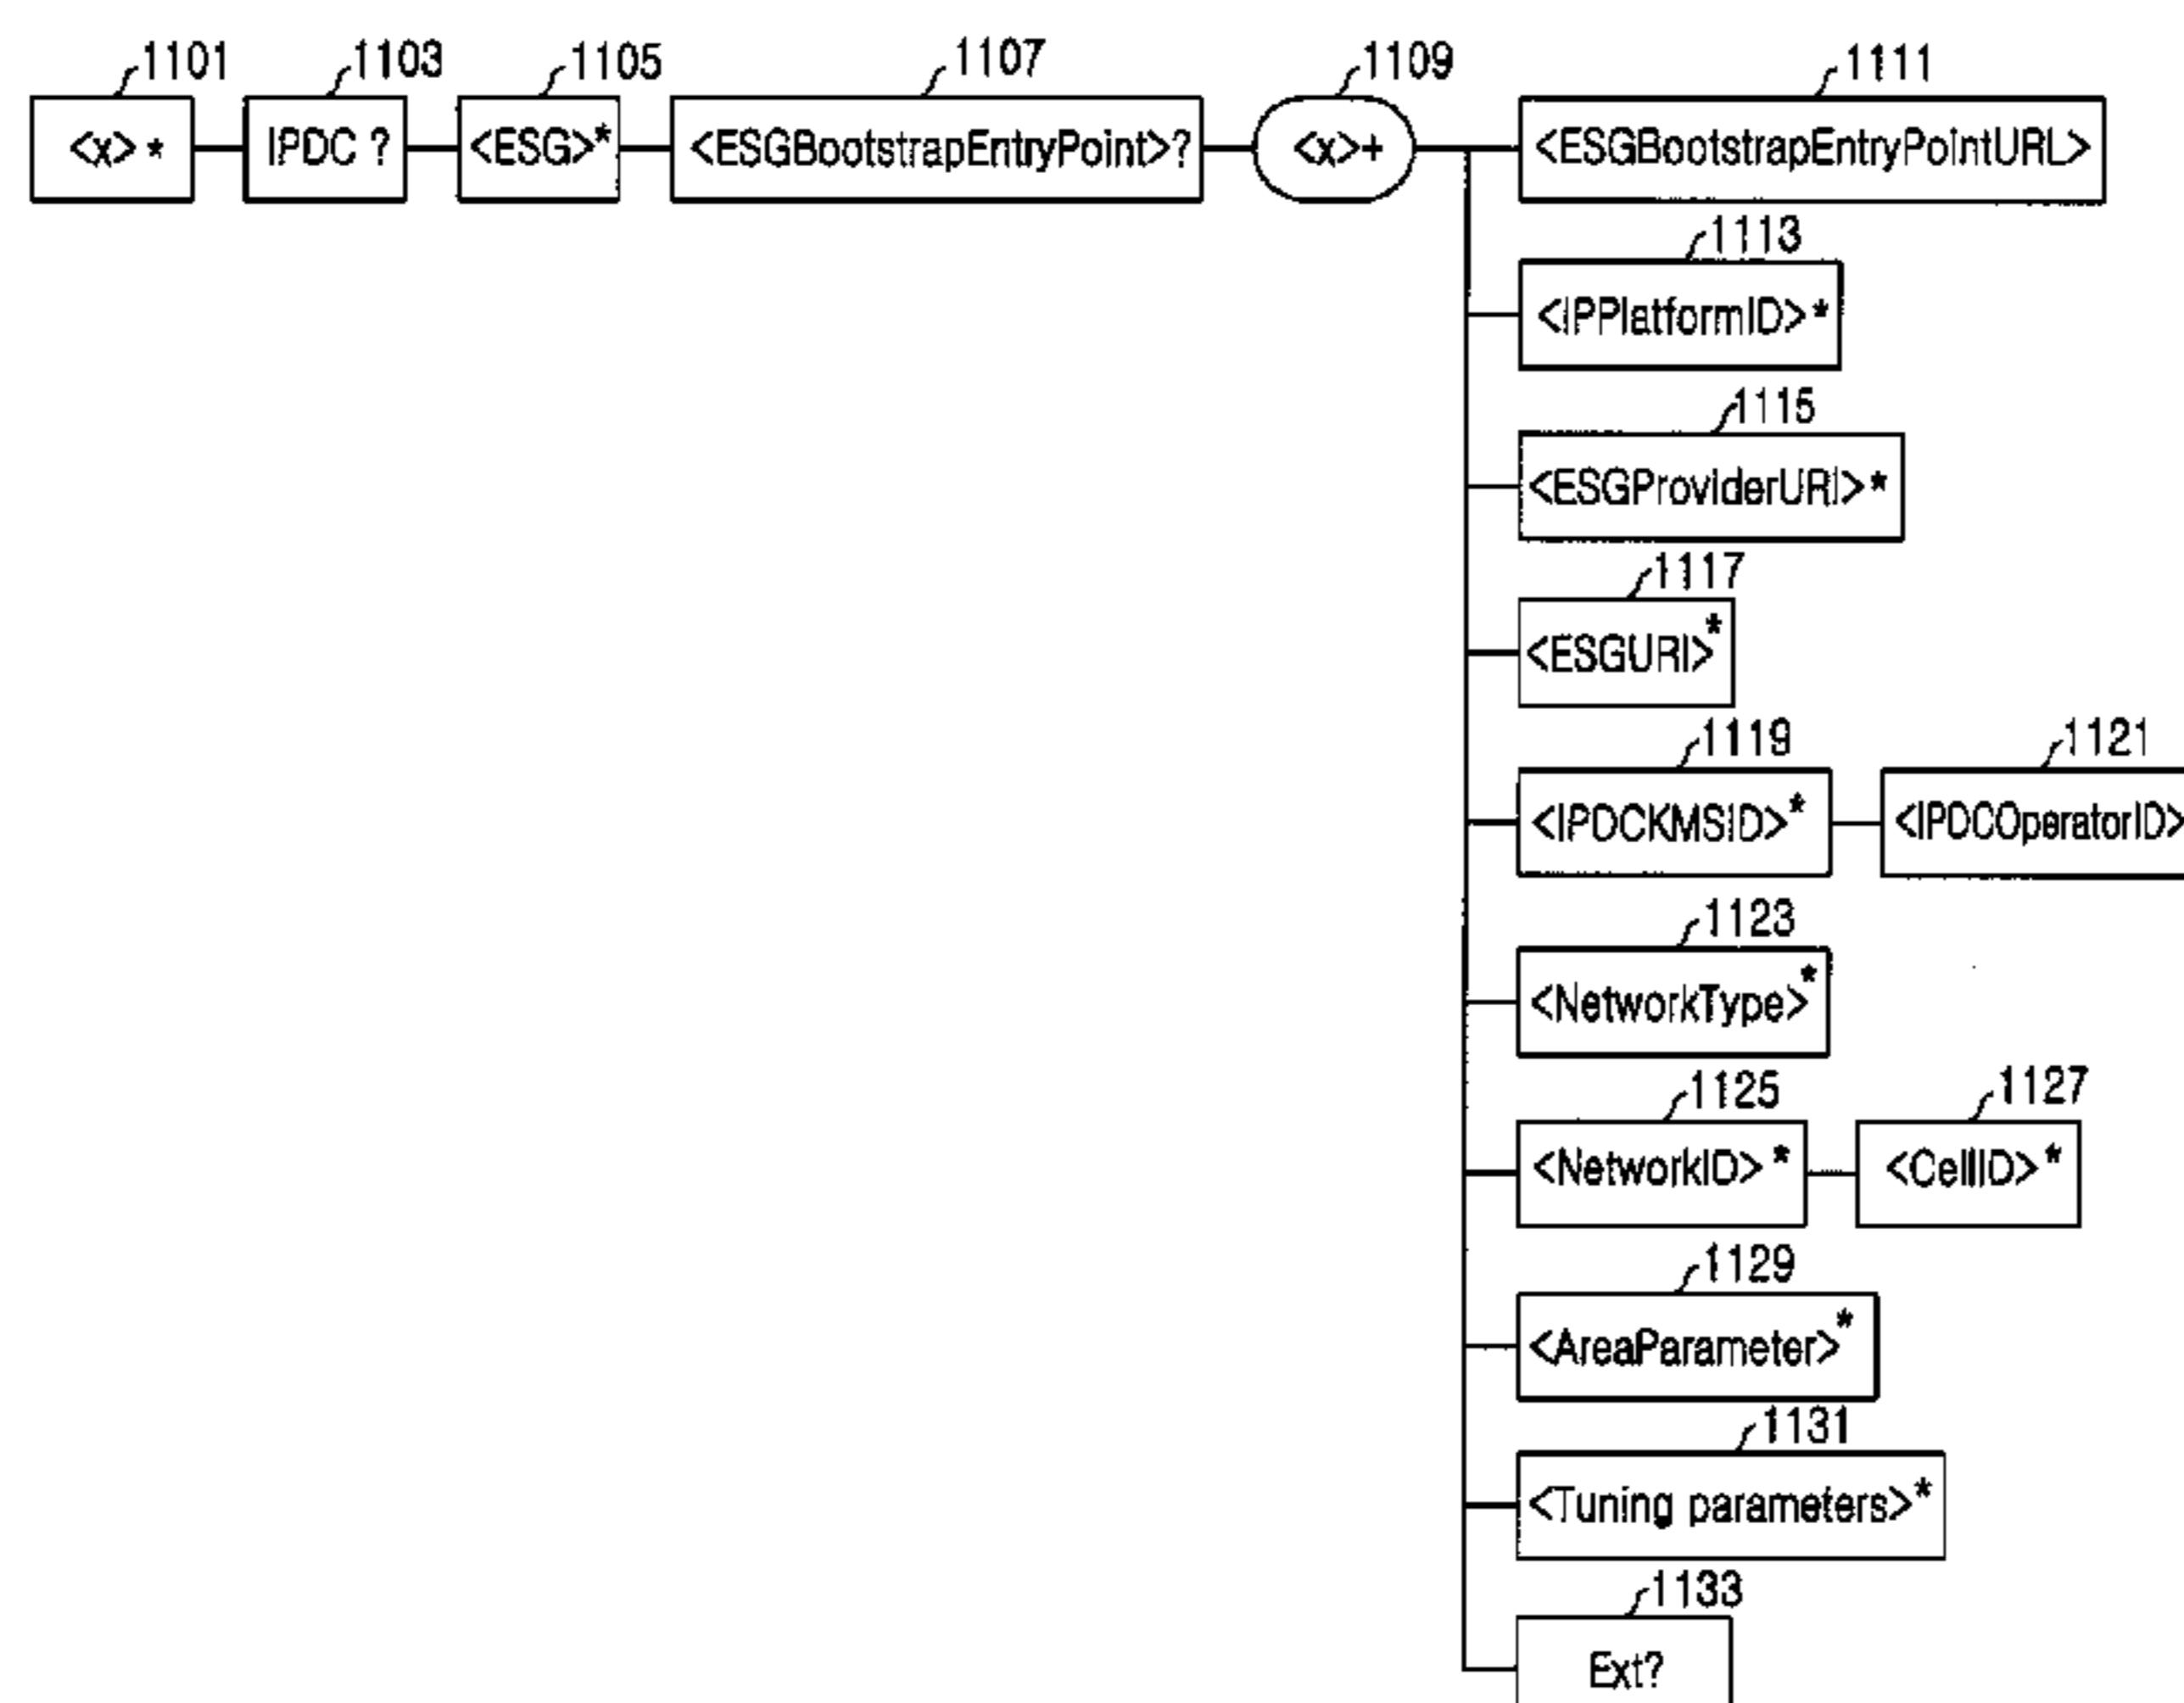 1101 1103 1105 1107 1109 1111
<x>* IPDC ? <ESG>* <ESGBootstrapEntryPoint>? <x>+ <ESGBootstrapEntryPointURL>
1113
<IPPlatformID>*
1115
<ESGProviderURI>*
1117
<ESGURI>*
1119 1121
<IPDCKMSID>* <IPDCOperatorID>
1123
<NetworkType>*
1125 1127
<NetworkID>* <CellID>*
1129
<AreaParameter>*
1131
<Tuning parameters>*
1133
Ext?